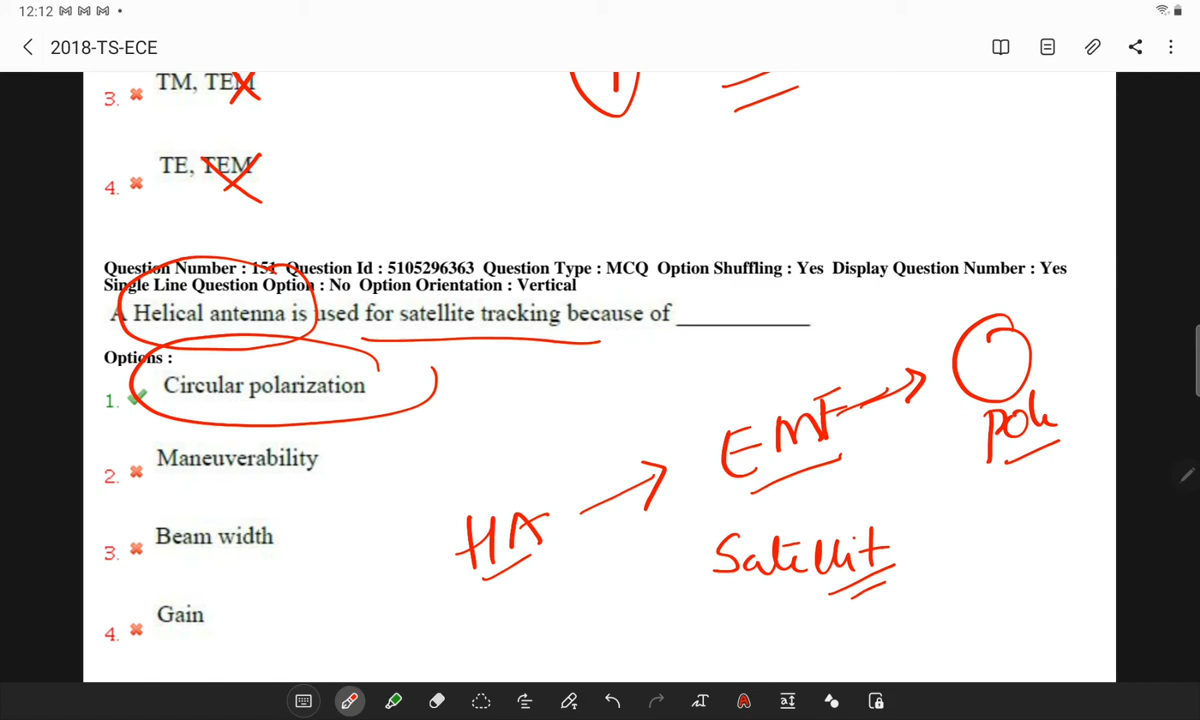 12:12
2018-TS-ECE
3. TM, TEM
4. TE, TEM
Question Number : 151 Question Id : 5105296363 Question Type : MCQ Option Shuffling : Yes Display Question Number : Yes
Single Line Question Option : No Option Orientation : Vertical
A Helical antenna is used for satellite tracking because of ____________
Options :
1. Circular polarization
2. Maneuverability
3. Beam width
4. Gain
HA
EMF
Satellit